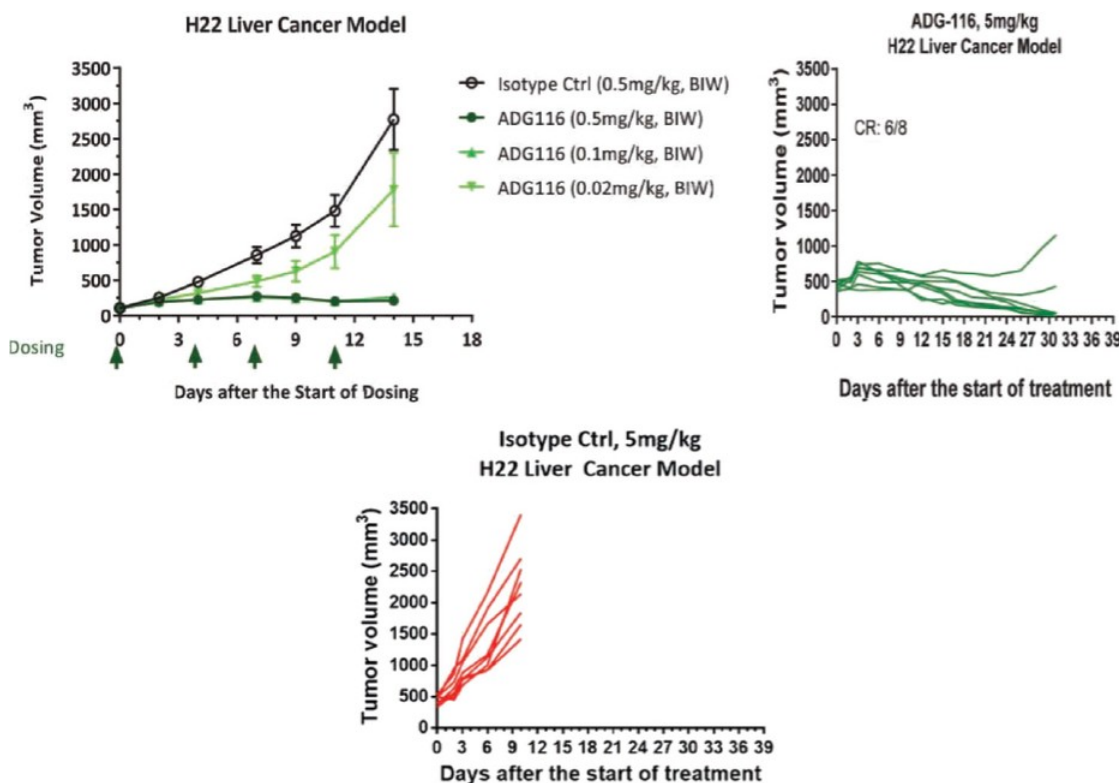 H22 Liver Cancer Model
Tumor Volume (mm³)
3500
3000
2500
2000
1500
1000
500
0
0 3 6 9 12 15 18
Dosing
Days after the Start of Dosing
Isotype Ctrl (0.5mg/kg, BIW)
ADG116 (0.5mg/kg, BIW)
ADG116 (0.1mg/kg, BIW)
ADG116 (0.02mg/kg, BIW)
ADG-116, 5mg/kg
H22 Liver Cancer Model
Tumor volume (mm³)
3500
3000
2500
2000
1500
1000
500
0
CR: 6/8
0 3 6 9 12 15 18 21 24 27 30 33 36 39
Days after the start of treatment
Isotype Ctrl, 5mg/kg
H22 Liver Cancer Model
Tumor volume (mm³)
3500
3000
2500
2000
1500
1000
500
0
0 3 6 9 12 15 18 21 24 27 30 33 36 39
Days after the start of treatment